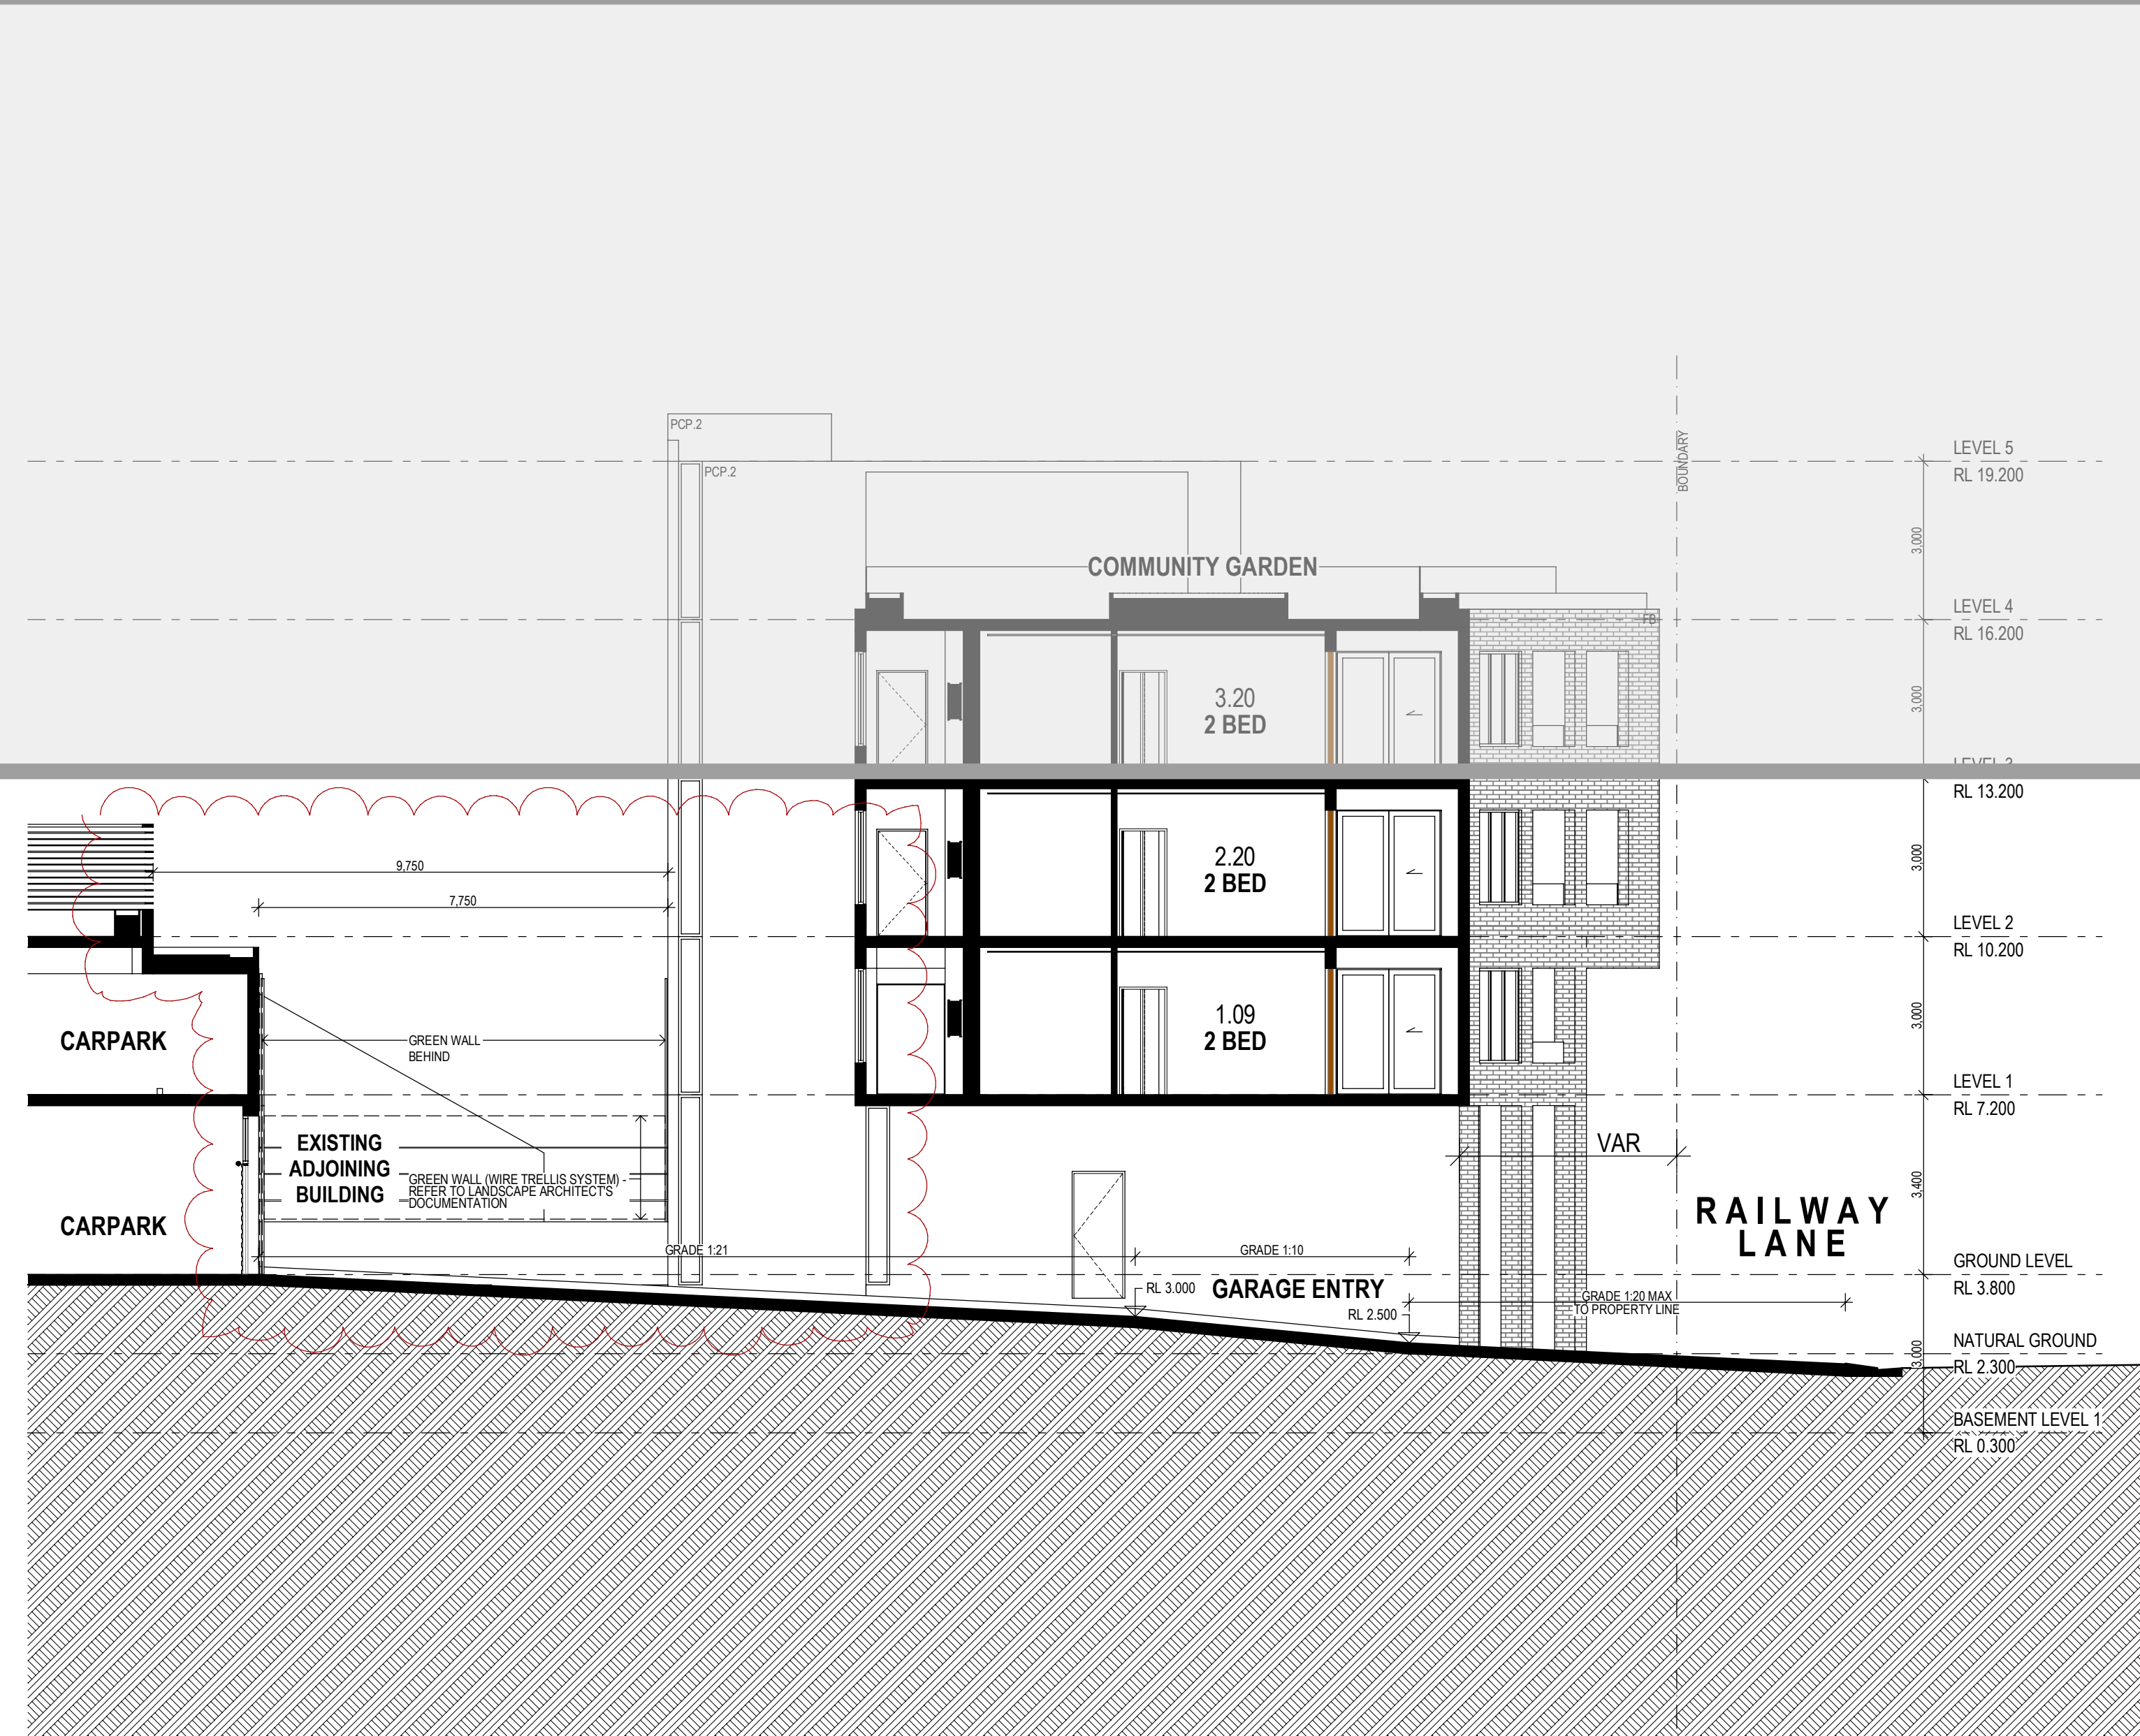 PCP.2
PCP.2
BOUNDARY
LEVEL 5
RL 19.200
3,000
COMMUNITY GARDEN
LEVEL 4
RL 16.200
FB
3.20
2 BED
3,000
LEVEL 3
RL 13.200
9,750
2.20
2 BED
3,000
7,750
LEVEL 2
RL 10.200
CARPARK
GREEN WALL
BEHIND
1.09
2 BED
3,000
LEVEL 1
RL 7.200
EXISTING
ADJOINING
BUILDING
GREEN WALL (WIRE TRELLIS SYSTEM) -
REFER TO LANDSCAPE ARCHITECT'S
DOCUMENTATION
VAR
3,400
CARPARK
RAILWAY
LANE
GRADE 1:21
GRADE 1:10
GROUND LEVEL
RL 3.800
RL 3.000
GARAGE ENTRY
GRADE 1:20 MAX
TO PROPERTY LINE
RL 2.500
NATURAL GROUND
RL 2.300
3,000
BASEMENT LEVEL 1
RL 0.300